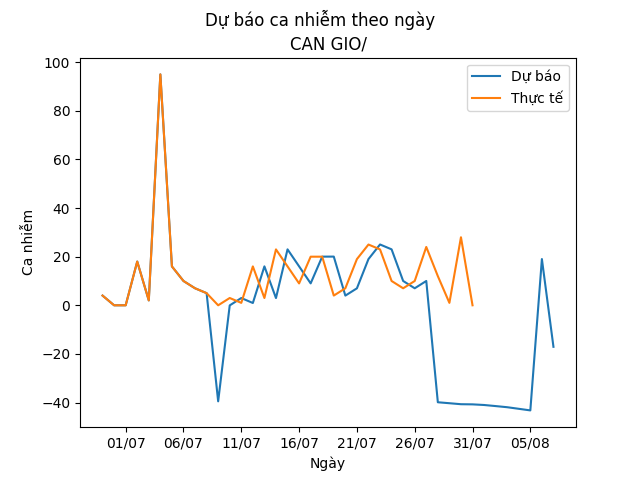 Dự báo ca nhiễm theo ngày
CAN GIO/
Dự báo
Thực tế
Ca nhiễm
100
80
60
40
20
0
−20
−40
01/07 06/07 11/07 16/07 21/07 26/07 31/07 05/08
Ngày